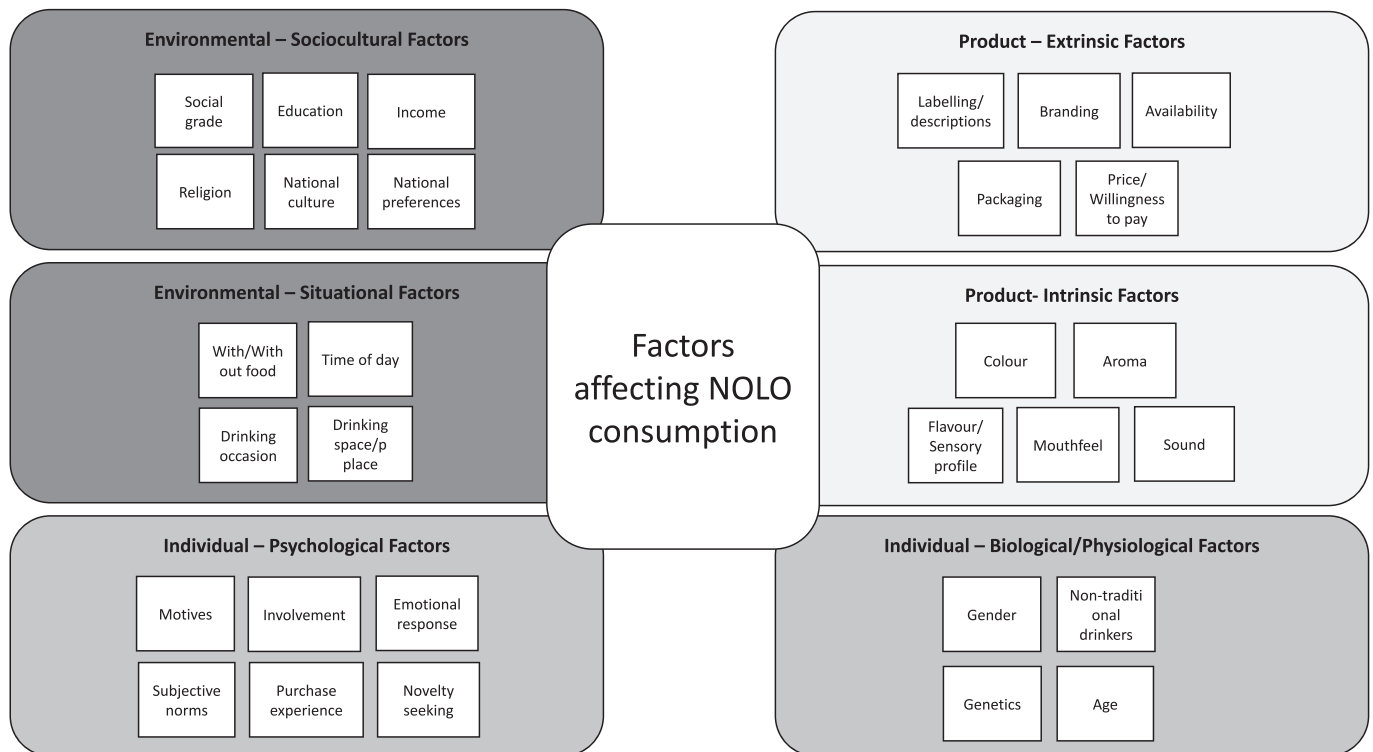 Environmental – Sociocultural Factors
Social
grade
Education
Income
Religion
National
culture
National
preferences
Product – Extrinsic Factors
Labelling/
descriptions
Branding
Availability
Packaging
Price/
Willingness
to pay
Environmental – Situational Factors
With/With
out food
Time of day
Drinking
occasion
Drinking
space/p
place
Factors
affecting NOLO
consumption
Product- Intrinsic Factors
Colour
Aroma
Flavour/
Sensory
profile
Mouthfeel
Sound
Individual – Psychological Factors
Motives
Involvement
Emotional
response
Subjective
norms
Purchase
experience
Novelty
seeking
Individual – Biological/Physiological Factors
Gender
Non-traditi
onal
drinkers
Genetics
Age